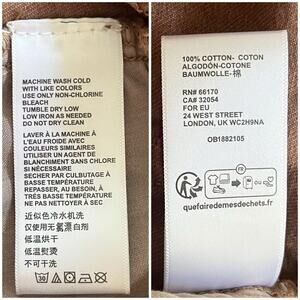 MACHINE WASH COLD
WITH LIKE COLORS
USE ONLY NON-CHLORINE
BLEACH
TUMBLE DRY LOW
LOW IRON AS NEEDED
DO NOT DRY CLEAN
LAVER À LA MACHINE À
L'EAU FROIDE AVEC
COULEURS SIMILAIRES
UTILISER UN AGENT DE
BLANCHIMENT SANS CHLORE
SI NÉCESSAIRE
SÉCHER PAR CULBUTAGE À
TRÈS BASSE TEMPÉRATURE
REPASSER, AU BESOIN, À
TRÈS BASSE TEMPÉRATURE
NE PAS NETTOYER À SEC
近似色冷水机洗
仅使用无氯漂白剂
低温烘干
低温熨烫
不可干洗
100% COTTON- COTON
ALGODÓN-COTONE
BAUMWOLLE-棉
RN# 66170
CA# 32054
FOR EU
24 WEST STREET
LONDON, UK WC2H9NA
OB1882105
FR
quefairedemesdechets.fr